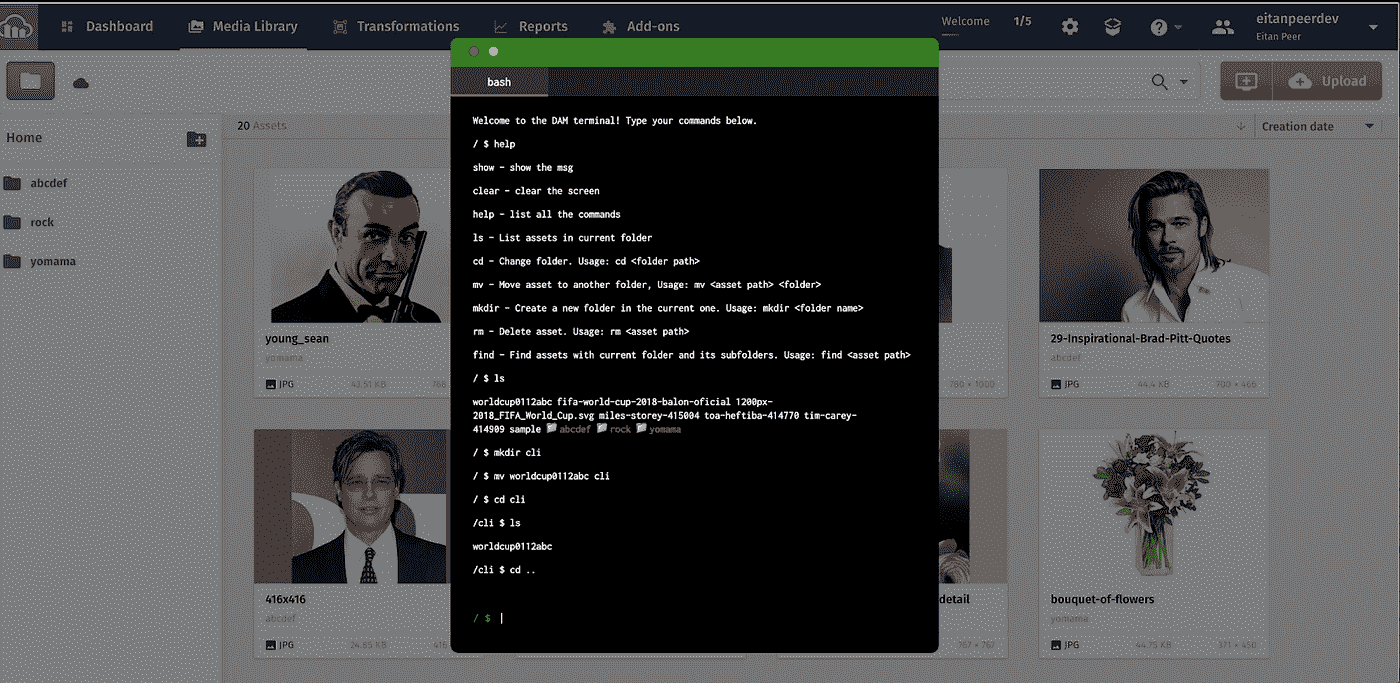 Dashboard
Media Library
Transformations
Reports
Add-ons
Welcome
1/5
eitanpeerdev
Eitan Peer
Upload
Home
20 Assets
Creation date
abcdef
rock
yomama
bash
Welcome to the DAM terminal! Type your commands below.
/ $ help
show - show the msg
clear - clear the screen
help - list all the commands
ls - List assets in current folder
cd - Change folder. Usage: cd <folder path>
mv - Move asset to another folder, Usage: mv <asset path> <folder>
mkdir - Create a new folder in the current one. Usage: mkdir <folder name>
rm - Delete asset. Usage: rm <asset path>
find - Find assets with current folder and its subfolders. Usage: find <asset path>
/ $ ls
worldcup0112abc fifa-world-cup-2018-balon-oficial 1200px-
2018_FIFA_World_Cup.svg miles-storey-415004 toa-heftiba-414770 tim-carey-
414909 sample abcdef rock yomama
/ $ mkdir cli
/ $ mv worldcup0112abc cli
/ $ cd cli
/cli $ ls
worldcup0112abc
/cli $ cd ..
/ $
young_sean
yomama
JPG 43.51 KB 768
780 × 1000
29-Inspirational-Brad-Pitt-Quotes
abcdef
JPG 44.4 KB 700 × 466
416x416
abcdef
JPG 24.85 KB 416
detail
767 × 767
bouquet-of-flowers
yomama
JPG 44.75 KB 371 × 450